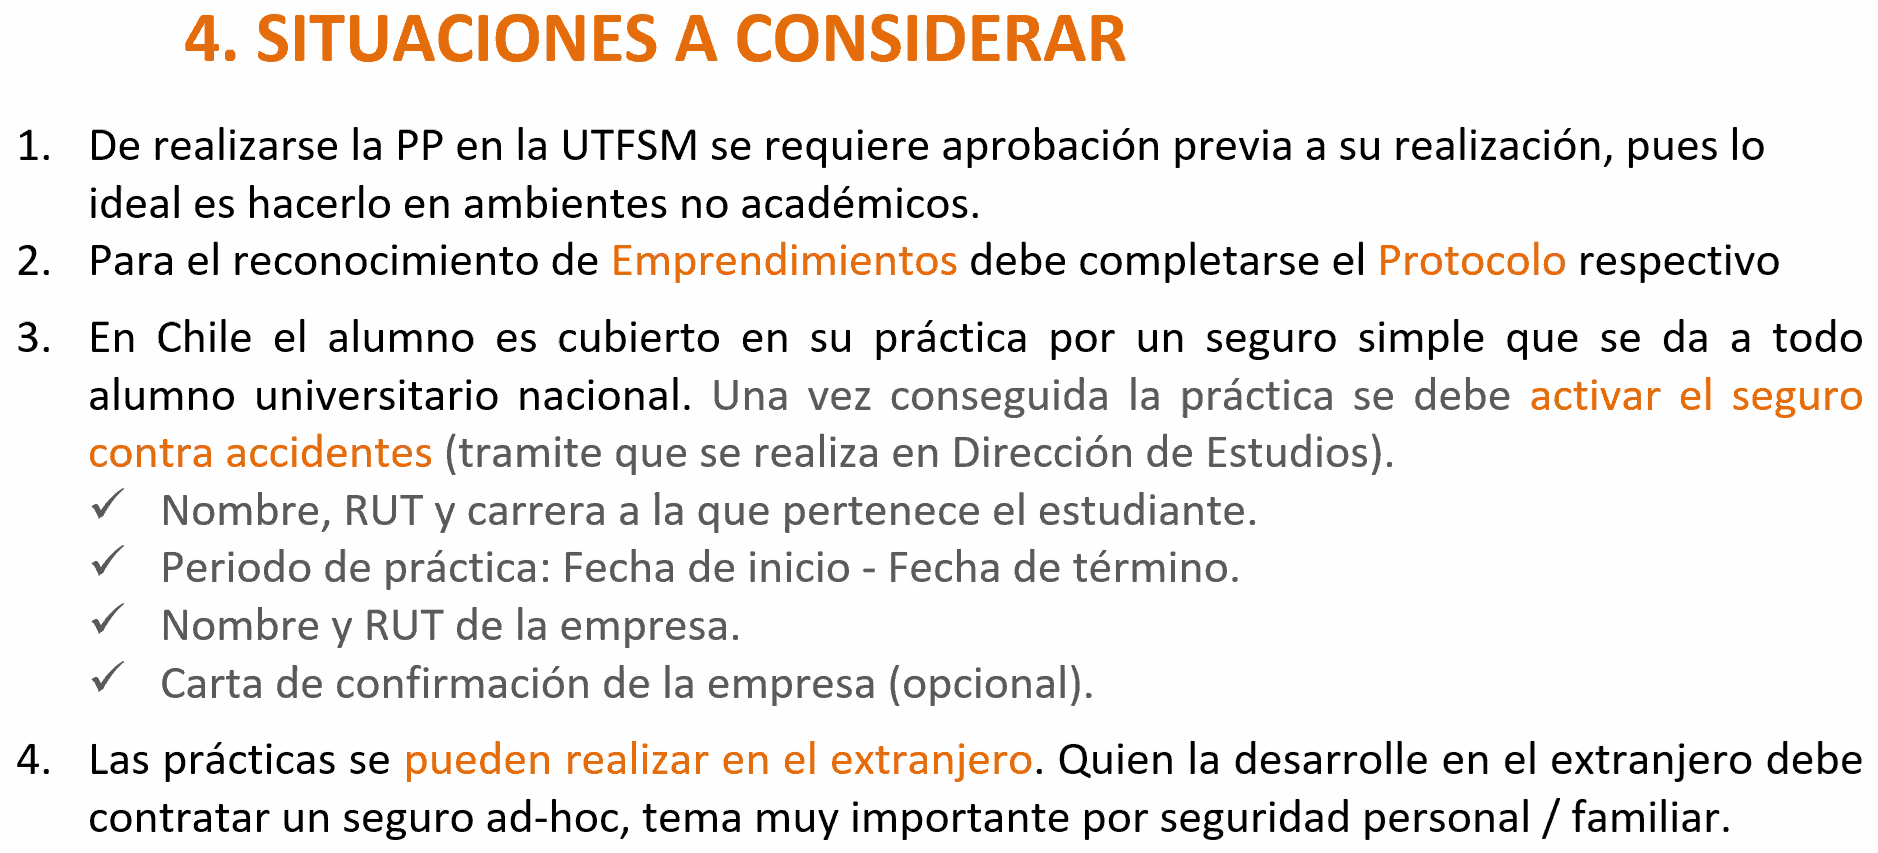 4. SITUACIONES A CONSIDERAR
1. De realizarse la PP en la UTFSM se requiere aprobación previa a su realización, pues lo
ideal es hacerlo en ambientes no académicos.
2. Para el reconocimiento de Emprendimientos debe completarse el Protocolo respectivo
3. En Chile el alumno es cubierto en su práctica por un seguro simple que se da a todo
alumno universitario nacional. Una vez conseguida la práctica se debe activar el seguro
contra accidentes (tramite que se realiza en Dirección de Estudios).
✓ Nombre, RUT y carrera a la que pertenece el estudiante.
✓ Periodo de práctica: Fecha de inicio - Fecha de término.
✓ Nombre y RUT de la empresa.
✓ Carta de confirmación de la empresa (opcional).
4. Las prácticas se pueden realizar en el extranjero. Quien la desarrolle en el extranjero debe
contratar un seguro ad-hoc, tema muy importante por seguridad personal / familiar.